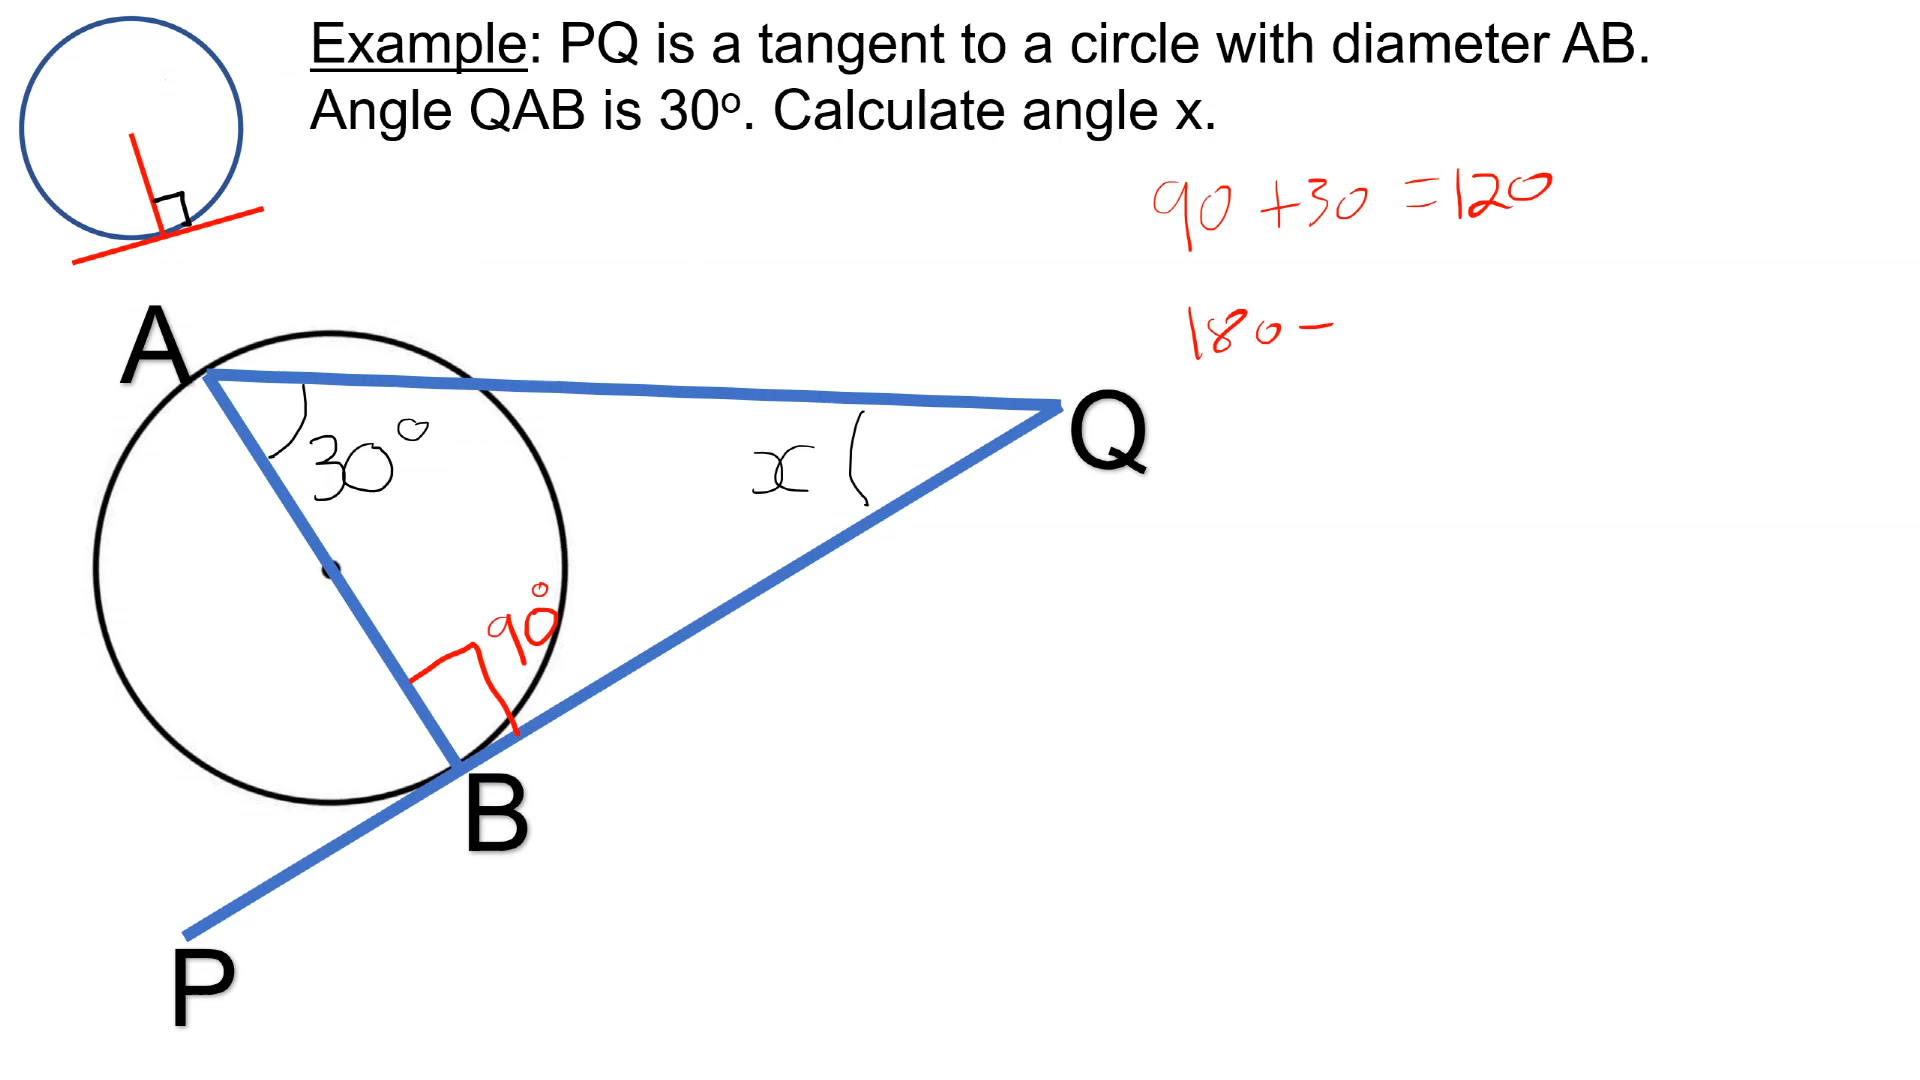 Example: PQ is a tangent to a circle with diameter AB.
Angle QAB is 30º. Calculate angle x.
90 + 30 = 120
180 -
A
30°
x
Q
90°
B
P